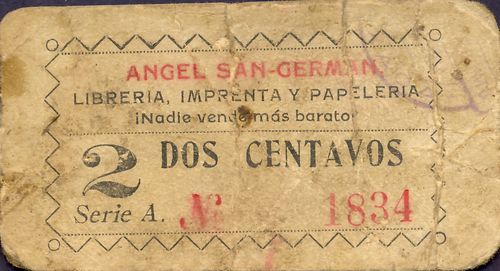 ANGEL SAN-GERMAN,
LIBRERIA, IMPRENTA Y PAPELERIA
¡Nadie vende más barato!
2 DOS CENTAVOS
Serie A. № 1834